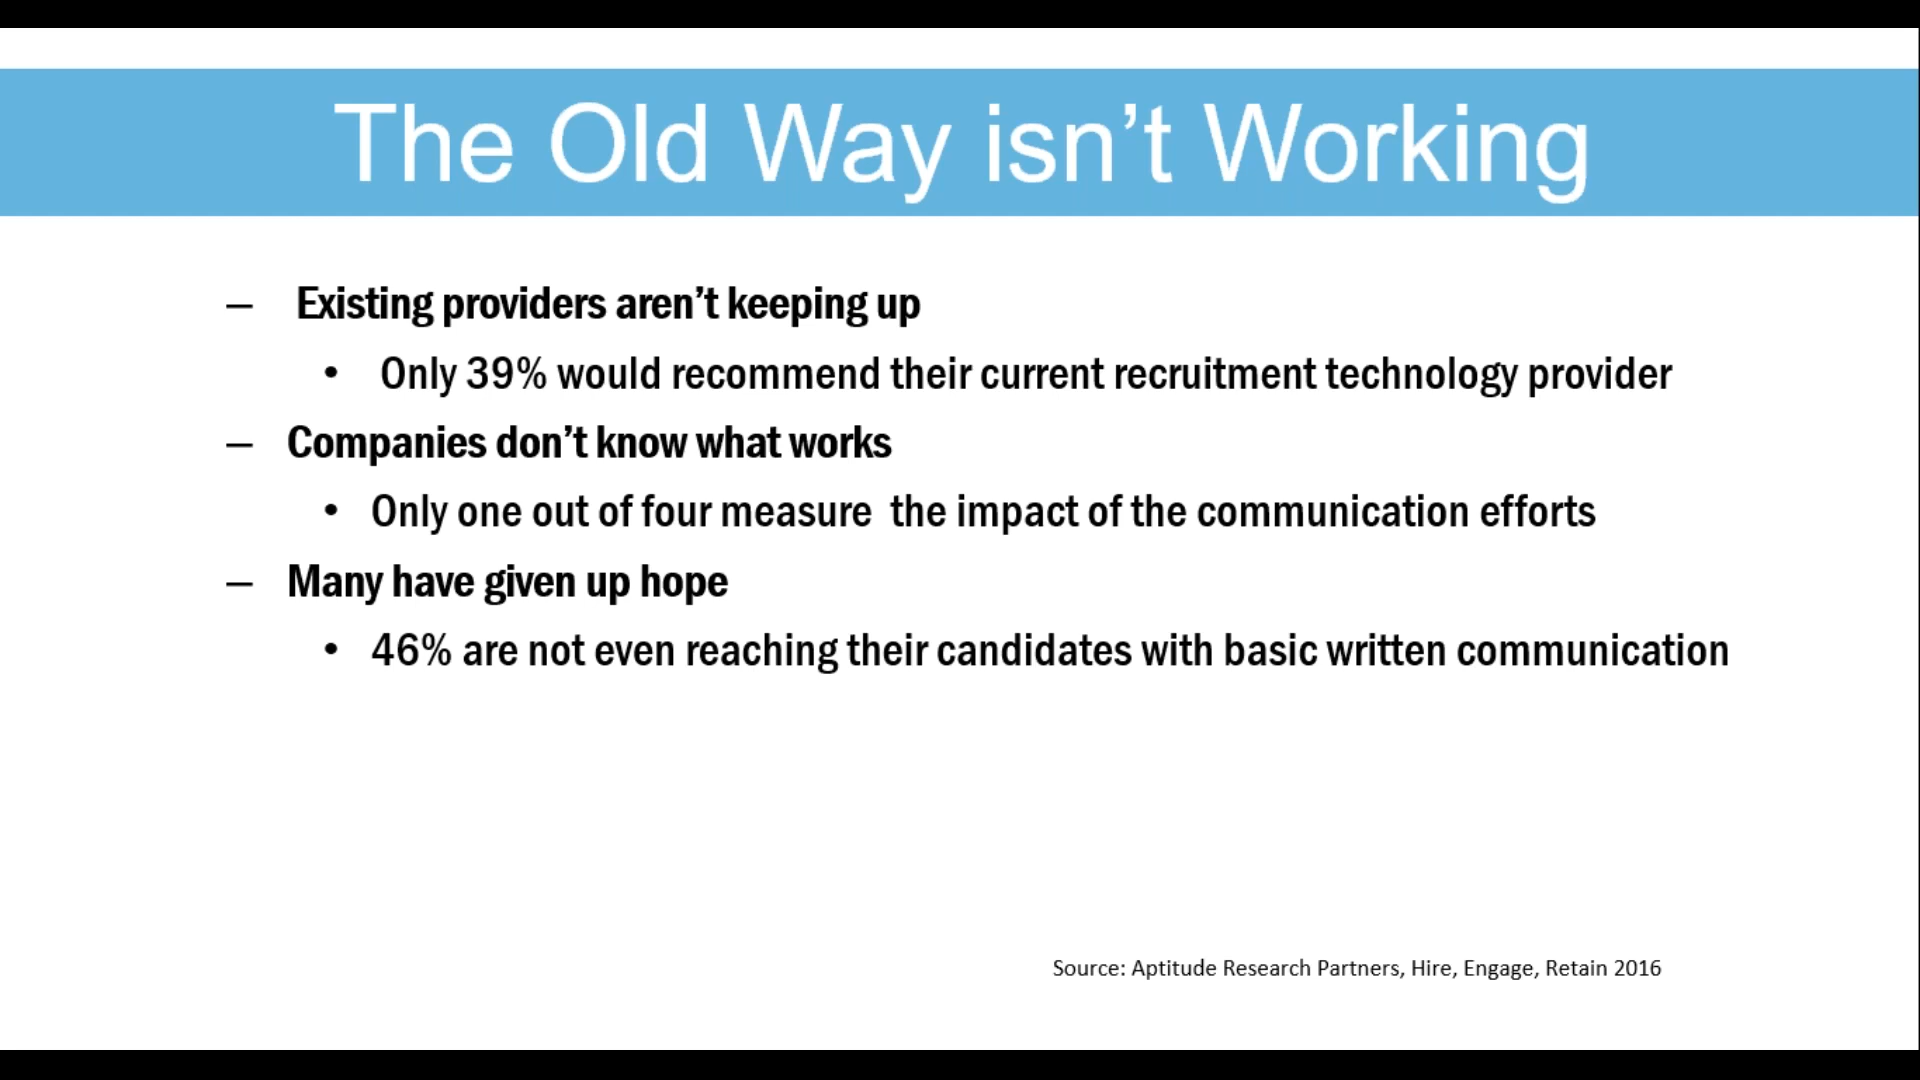 The Old Way isn’t Working
– Existing providers aren’t keeping up
• Only 39% would recommend their current recruitment technology provider
– Companies don’t know what works
• Only one out of four measure  the impact of the communication efforts
– Many have given up hope
• 46% are not even reaching their candidates with basic written communication
Source: Aptitude Research Partners, Hire, Engage, Retain 2016